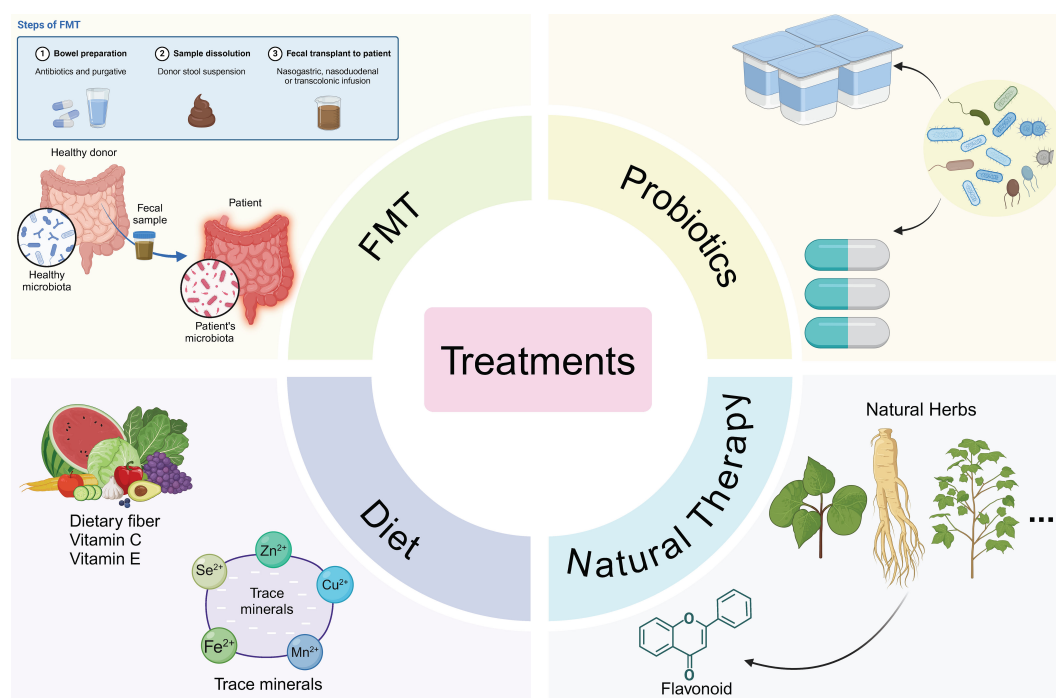 Steps of FMT
1 Bowel preparation
Antibiotics and purgative
2 Sample dissolution
Donor stool suspension
3 Fecal transplant to patient
Nasogastric, nasoduodenal
or transcolonic infusion
Healthy donor
Fecal
sample
Healthy
microbiota
Patient
Patient's
microbiota
FMT
Probiotics
Treatments
Diet
Natural Therapy
Dietary fiber
Vitamin C
Vitamin E
Zn²⁺
Se²⁺
Cu²⁺
Trace
minerals
Fe²⁺
Mn²⁺
Trace minerals
Natural Herbs
...
O
O
Flavonoid